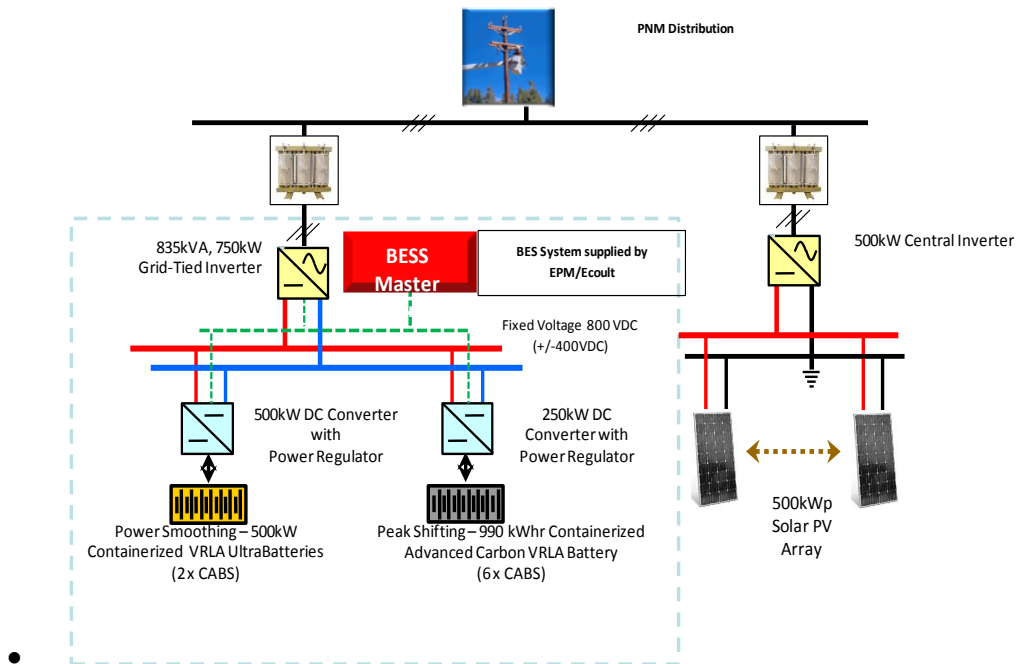 PNM Distribution
835kVA, 750kW
Grid-Tied Inverter
BESS
Master
BES System supplied by
EPM/Ecoult
500kW Central Inverter
Fixed Voltage 800 VDC
(+/-400VDC)
500kW DC Converter
with
Power Regulator
250kW DC
Converter with
Power Regulator
Power Smoothing – 500kW
Containerized VRLA UltraBatteries
(2x CABS)
Peak Shifting – 990 kWhr Containerized
Advanced Carbon VRLA Battery
(6x CABS)
500kWp
Solar PV
Array